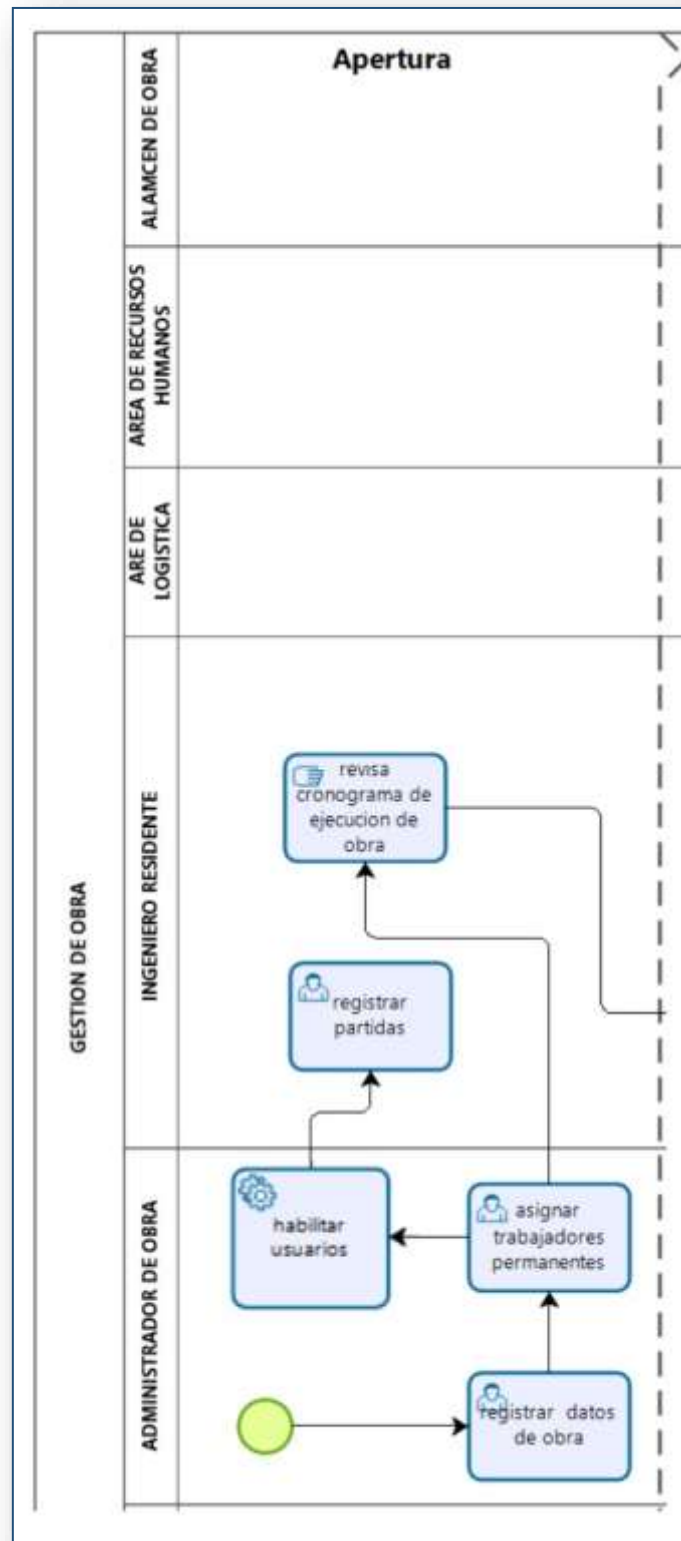 Apertura
GESTION DE OBRA
ALAMCEN DE OBRA
AREA DE RECURSOS
HUMANOS
ARE DE
LOGISTICA
INGENIERO RESIDENTE
revisa
cronograma de
ejecucion de
obra
registrar
partidas
ADMINISTRADOR DE OBRA
habilitar
usuarios
asignar
trabajadores
permanentes
registrar datos
de obra